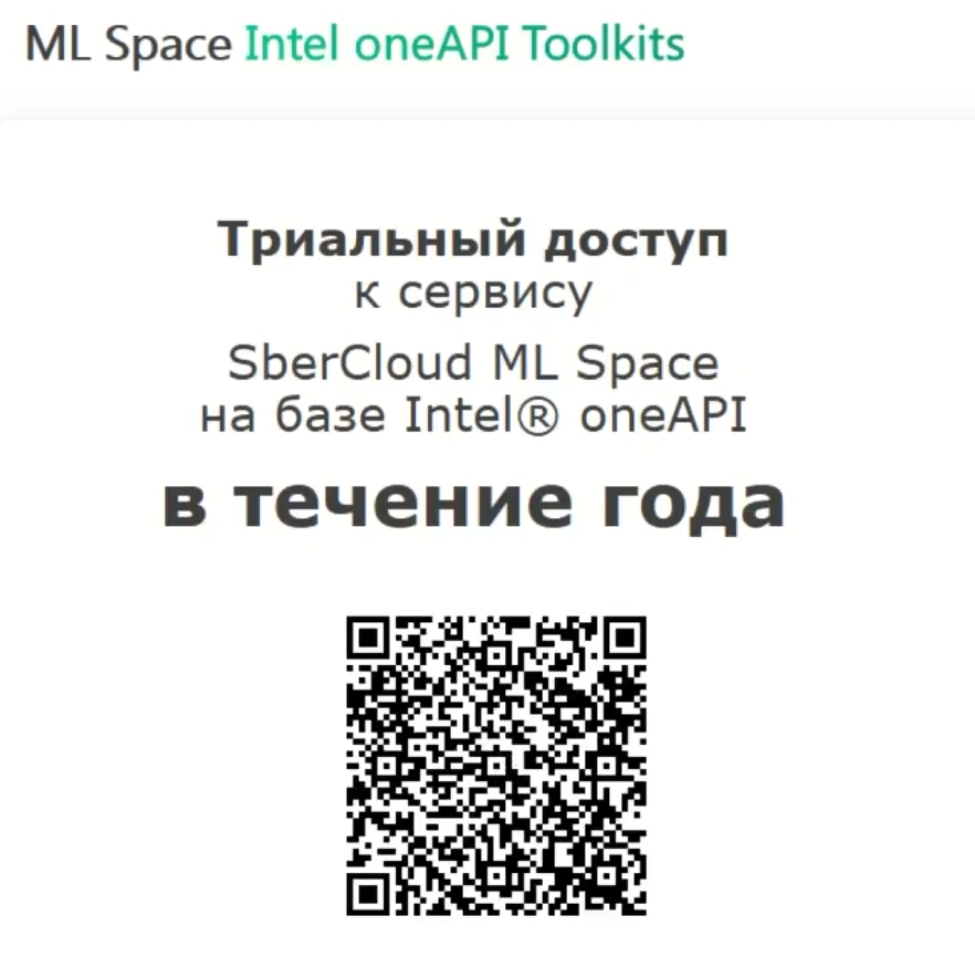 ML Space Intel oneAPI Toolkits
Триальный доступ
к сервису
SberCloud ML Space
на базе Intel® oneAPI
в течение года